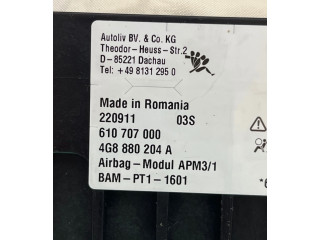 Autoliv BV. & Co. KG
Theodor-Heuss-Str.2
D-85221 Dachau
Tel; +49 8131 295 0
Made in Romania
220911 03S
610 707 000
4G8 880 204 A
Airbag-Modul APM3/1
BAM-PT1-1601